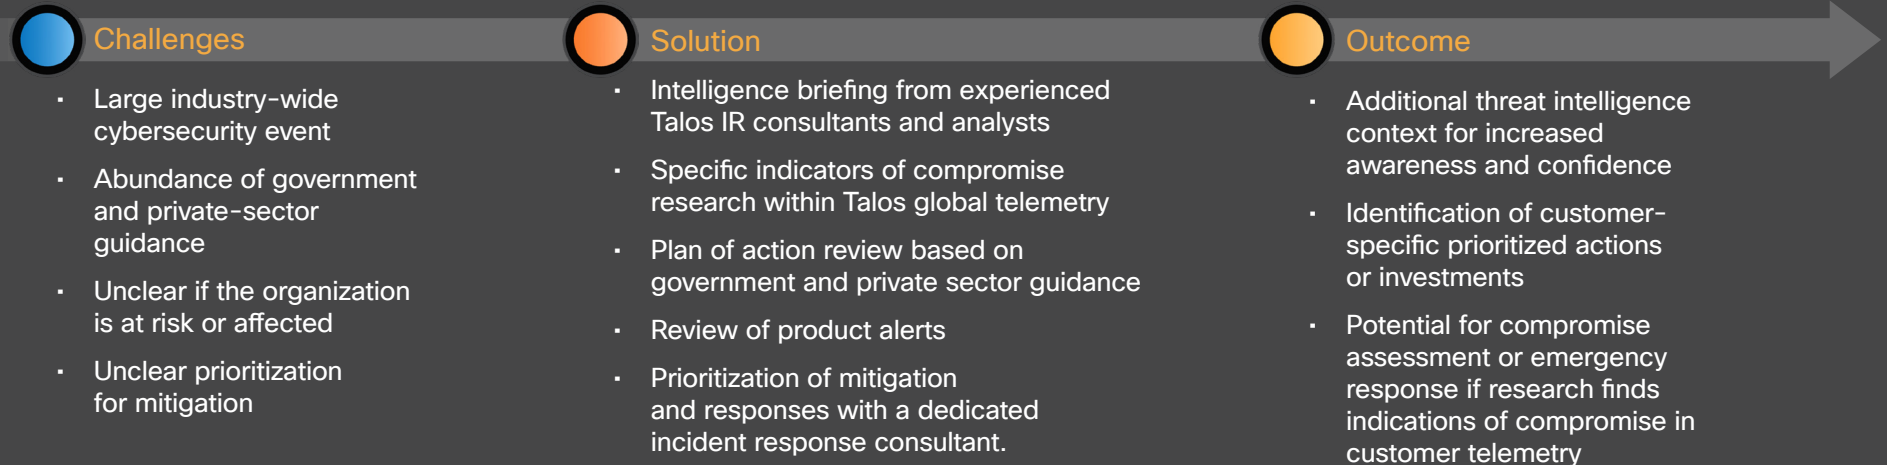 Challenges
▪ Large industry-wide
cybersecurity event
▪ Abundance of government
and private-sector
guidance
▪ Unclear if the organization
is at risk or affected
▪ Unclear prioritization
for mitigation
Solution
▪ Intelligence briefing from experienced
Talos IR consultants and analysts
▪ Specific indicators of compromise
research within Talos global telemetry
▪ Plan of action review based on
government and private sector guidance
▪ Review of product alerts
▪ Prioritization of mitigation
and responses with a dedicated
incident response consultant.
Outcome
▪ Additional threat intelligence
context for increased
awareness and confidence
▪ Identification of customer-
specific prioritized actions
or investments
▪ Potential for compromise
assessment or emergency
response if research finds
indications of compromise in
customer telemetry